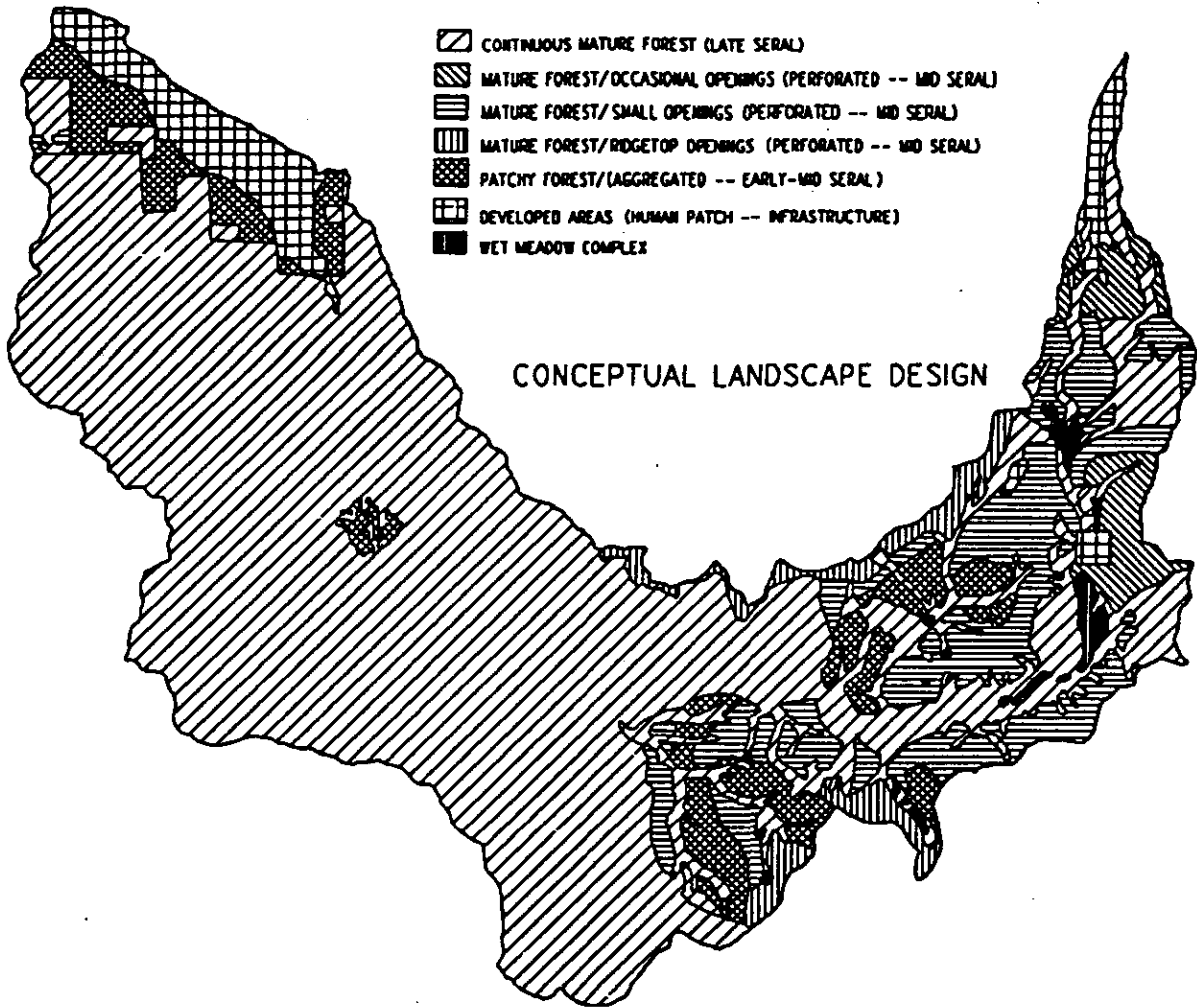 CONTINUOUS MATURE FOREST (LATE SERAL)
MATURE FOREST/OCCASIONAL OPENINGS (PERFORATED -- MID SERAL)
MATURE FOREST/SMALL OPENINGS (PERFORATED -- MID SERAL)
MATURE FOREST/RIDGETOP OPENINGS (PERFORATED -- MID SERAL)
PATCHY FOREST/(AGGREGATED -- EARLY-MID SERAL)
DEVELOPED AREAS (HUMAN PATCH -- INFRASTRUCTURE)
WET MEADOW COMPLEX
CONCEPTUAL LANDSCAPE DESIGN